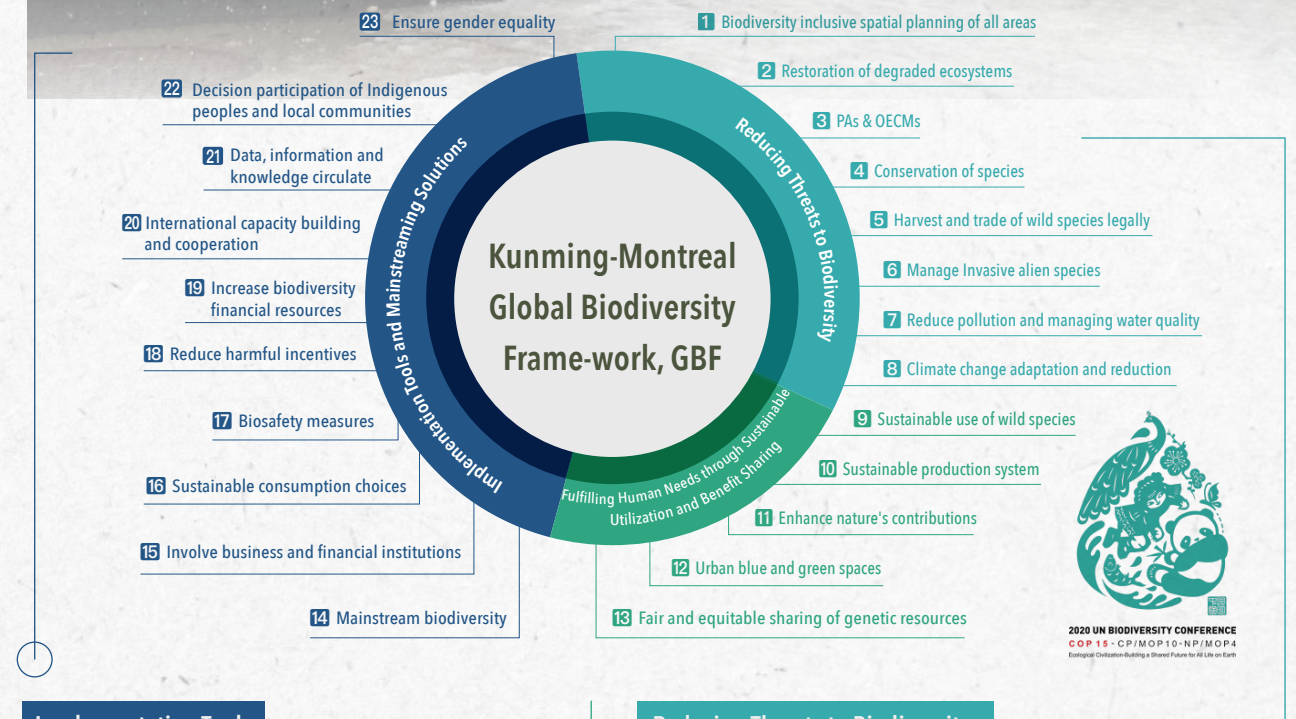 23 Ensure gender equality
1 Biodiversity inclusive spatial planning of all areas
2 Restoration of degraded ecosystems
3 PAs & OECMs
4 Conservation of species
5 Harvest and trade of wild species legally
6 Manage Invasive alien species
7 Reduce pollution and managing water quality
8 Climate change adaptation and reduction
9 Sustainable use of wild species
10 Sustainable production system
11 Enhance nature's contributions
12 Urban blue and green spaces
13 Fair and equitable sharing of genetic resources
14 Mainstream biodiversity
15 Involve business and financial institutions
16 Sustainable consumption choices
17 Biosafety measures
18 Reduce harmful incentives
19 Increase biodiversity
financial resources
20 International capacity building
and cooperation
21 Data, information and
knowledge circulate
22 Decision participation of Indigenous
peoples and local communities
Reducing Threats to Biodiversity
Fulfilling Human Needs through Sustainable
Utilization and Benefit Sharing
Implementation Tools and Mainstreaming Solutions
Kunming-Montreal
Global Biodiversity
Frame-work, GBF
2020 UN BIODIVERSITY CONFERENCE
COP 15 - CP/MOP10-NP/MOP4
Ecological Civilization-Building a Shared Future for All Life on Earth